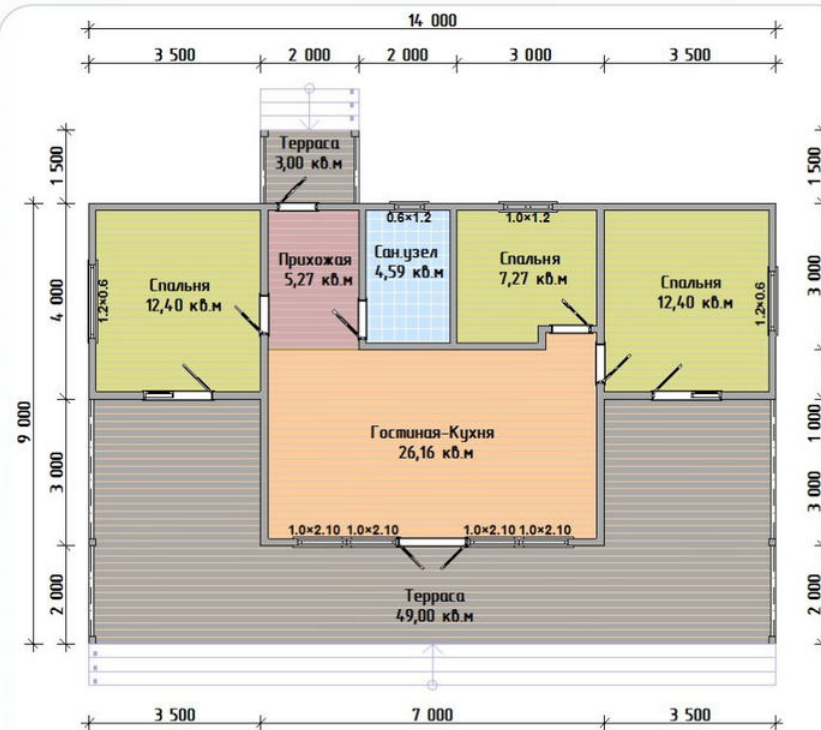 14 000
3 500
2 000
2 000
3 000
3 500
1 500
Терраса
3,00 кв.м
1 500
0.6×1.2
1.0×1.2
Прихожая
5,27 кв.м
Сан.узел
4,59 кв.м
Спальня
7,27 кв.м
Спальня
12,40 кв.м
Спальня
12,40 кв.м
1.2×0.6
1.2×0.6
4 000
3 000
9 000
Гостиная-Кухня
26,16 кв.м
1 000
3 000
3 000
1.0×2.10
1.0×2.10
1.0×2.10
1.0×2.10
Терраса
49,00 кв.м
2 000
2 000
3 500
7 000
3 500